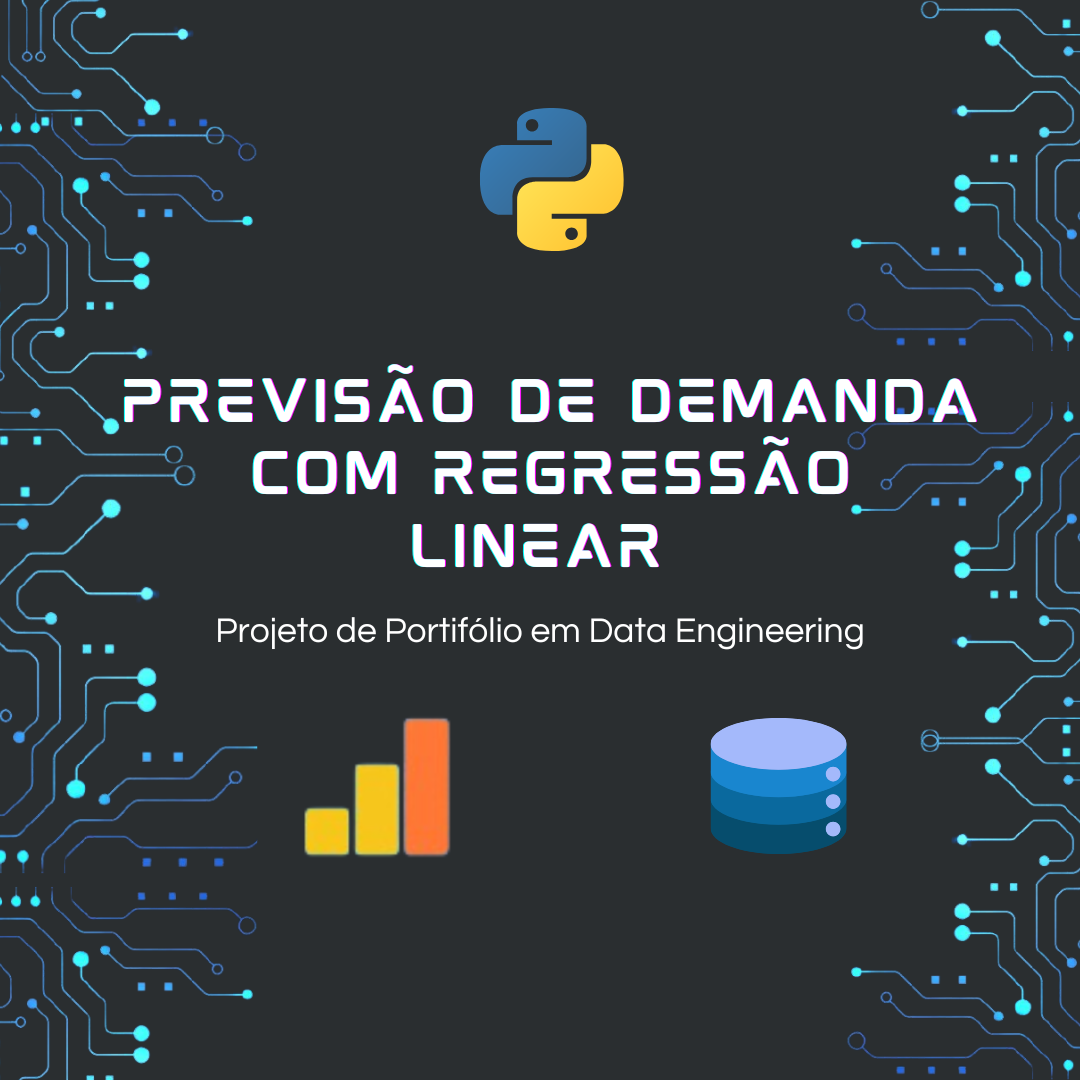 PREVISÃO DE DEMANDA
COM REGRESSÃO
LINEAR
Projeto de Portifólio em Data Engineering